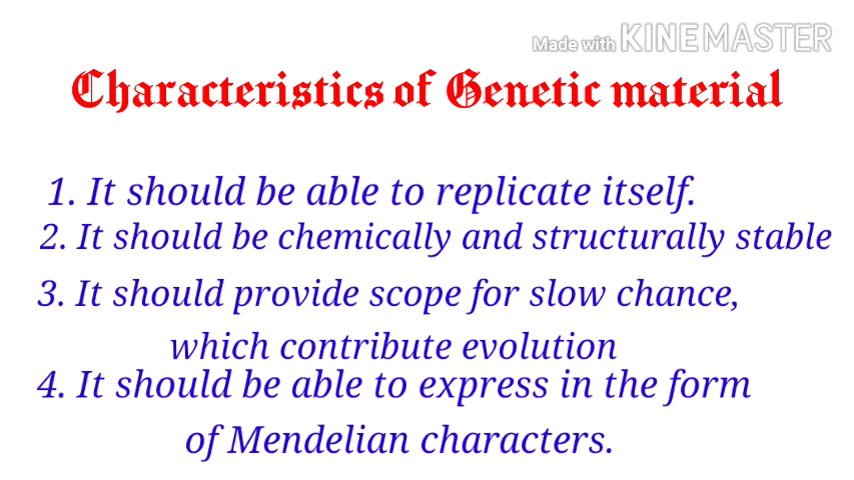 Made with KINEMASTER
Characteristics of Genetic material
1. It should be able to replicate itself.
2. It should be chemically and structurally stable
3. It should provide scope for slow chance,
which contribute evolution
4. It should be able to express in the form
of Mendelian characters.